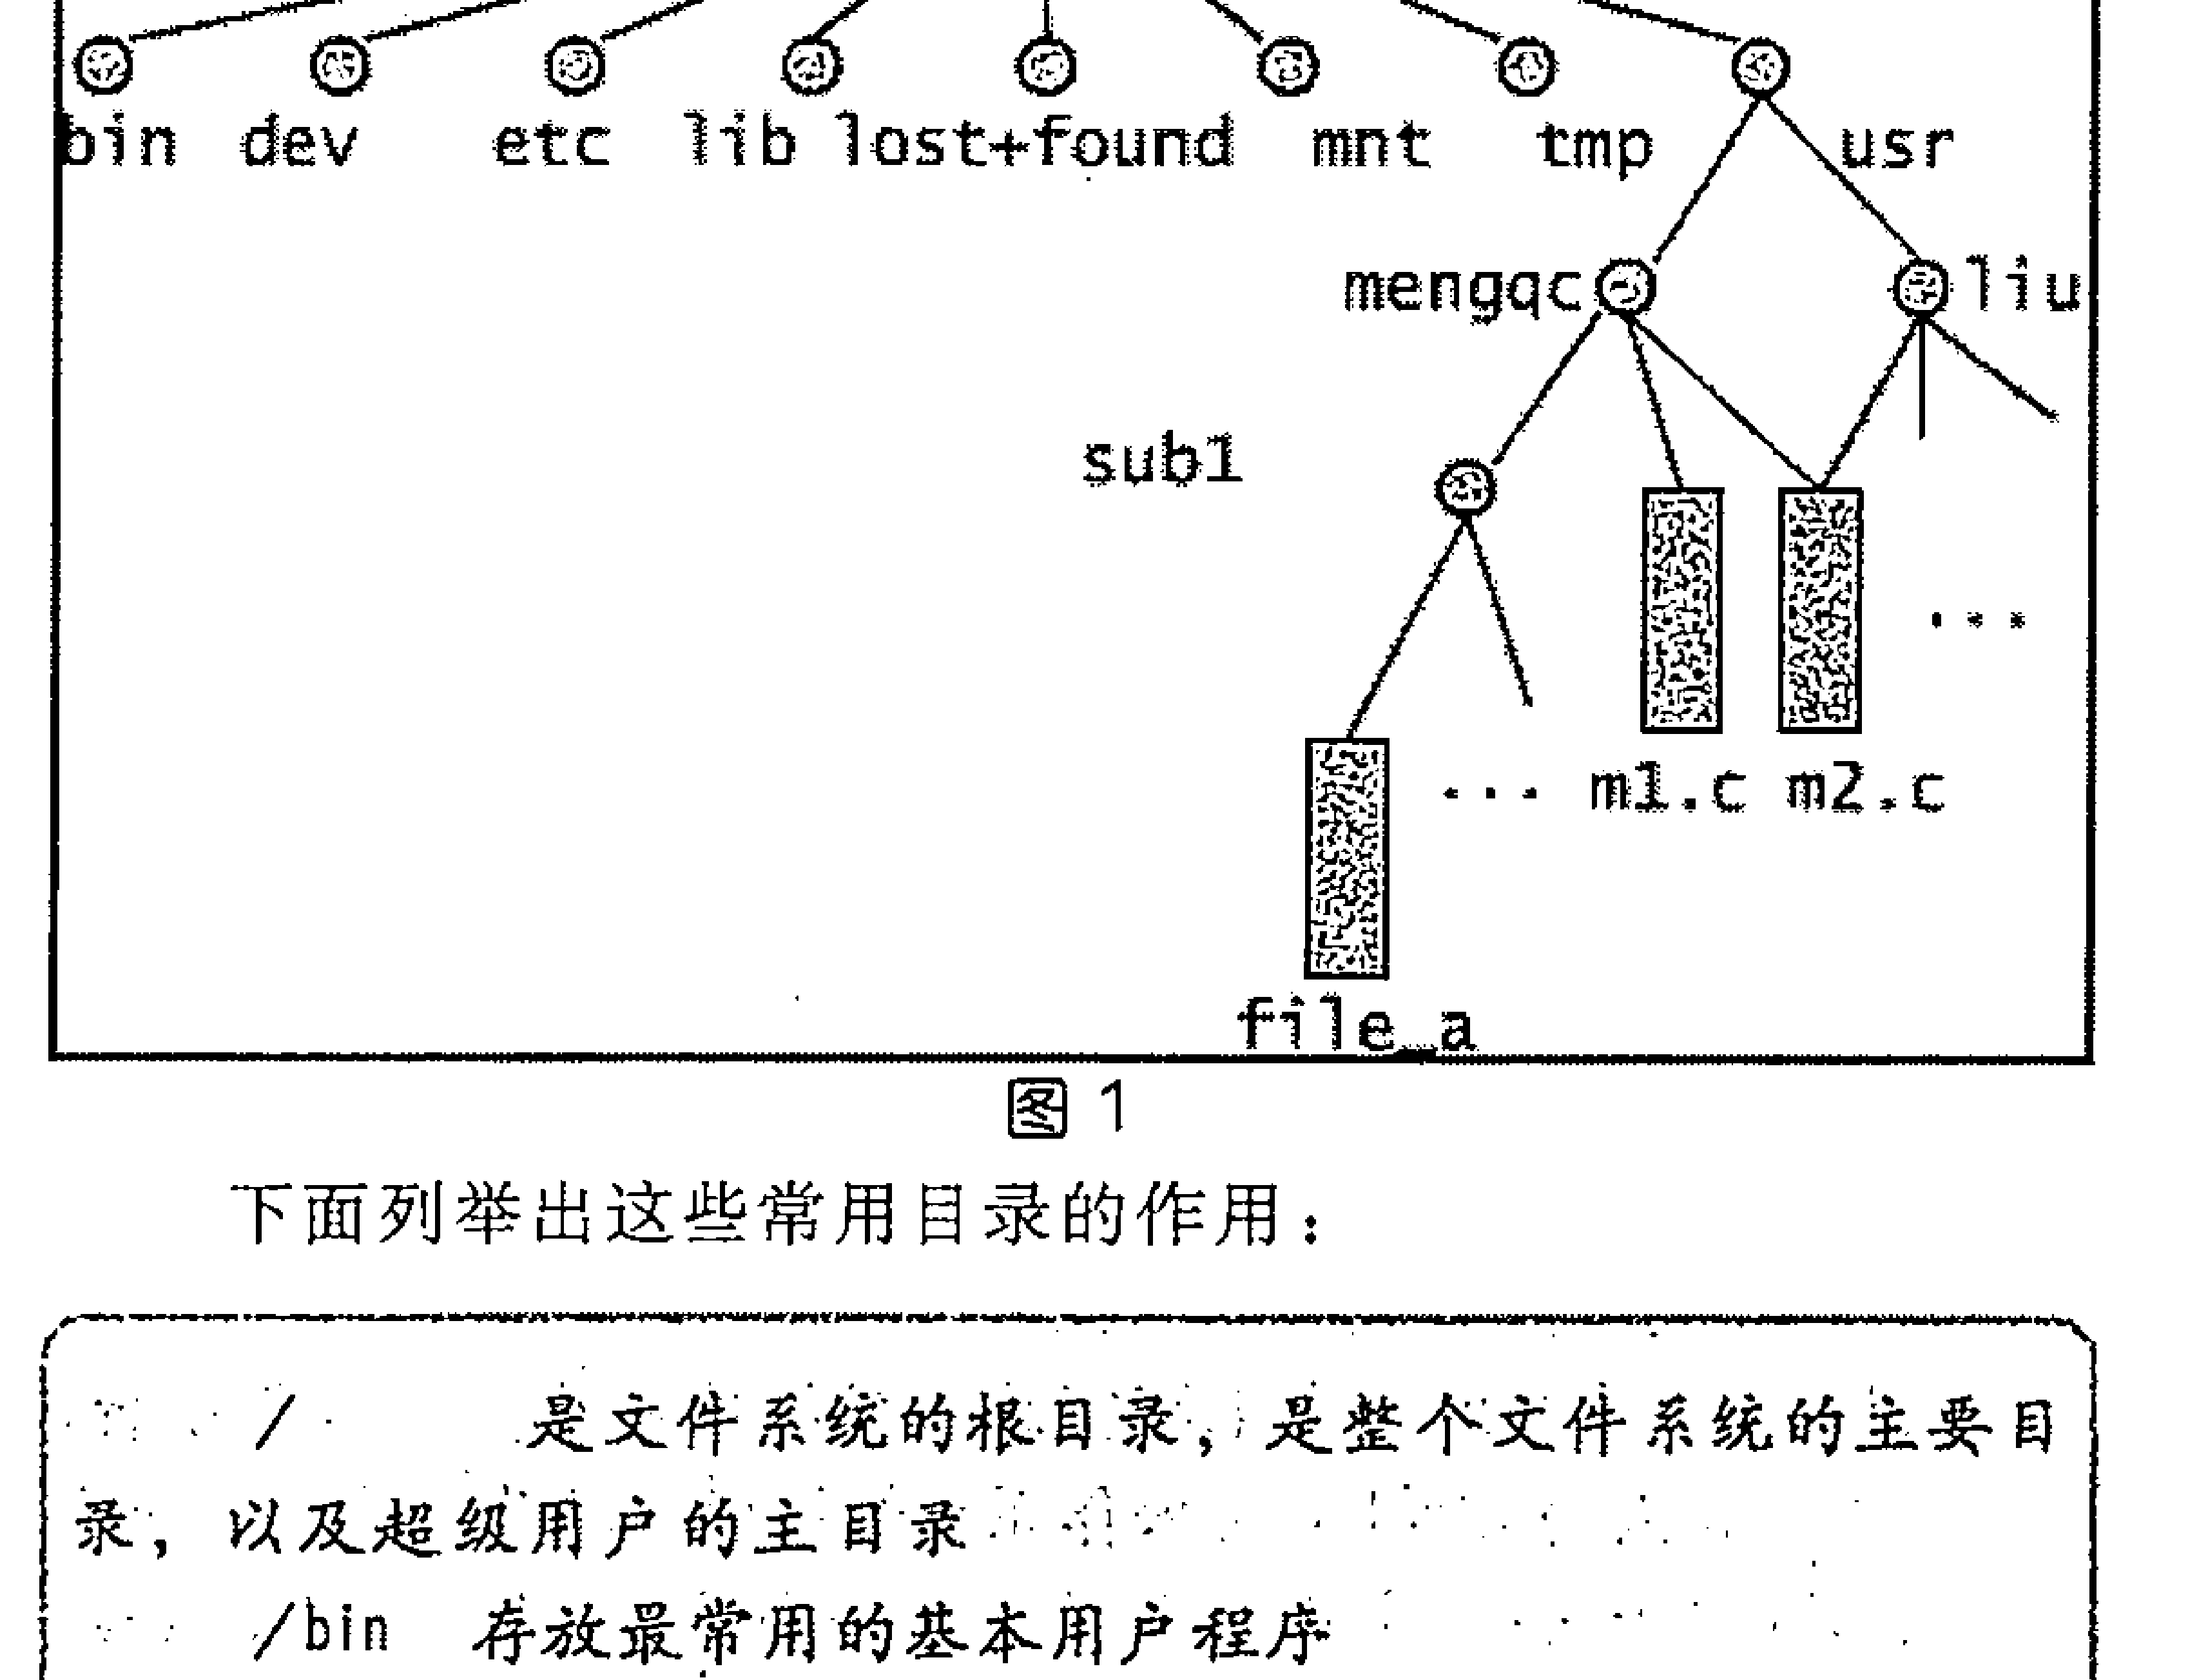 bin dev etc lib lost+found mnt tmp usr
mengqc liu
sub1
... 
m1.c m2.c ...
file_a
图 1
下面列举出这些常用目录的作用：
/ 是文件系统的根目录，是整个文件系统的主要目
录，以及超级用户的主目录
/bin 存放最常用的基本用户程序